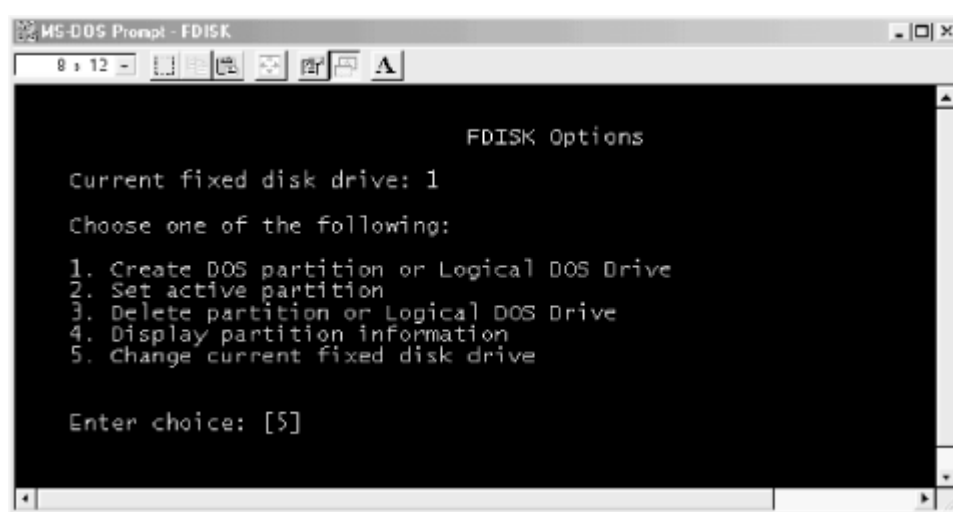 MS-DOS Prompt - FDISK
8 x 12
A
FDISK Options
Current fixed disk drive: 1
Choose one of the following:
1. Create DOS partition or Logical DOS Drive
2. Set active partition
3. Delete partition or Logical DOS Drive
4. Display partition information
5. Change current fixed disk drive
Enter choice: [5]